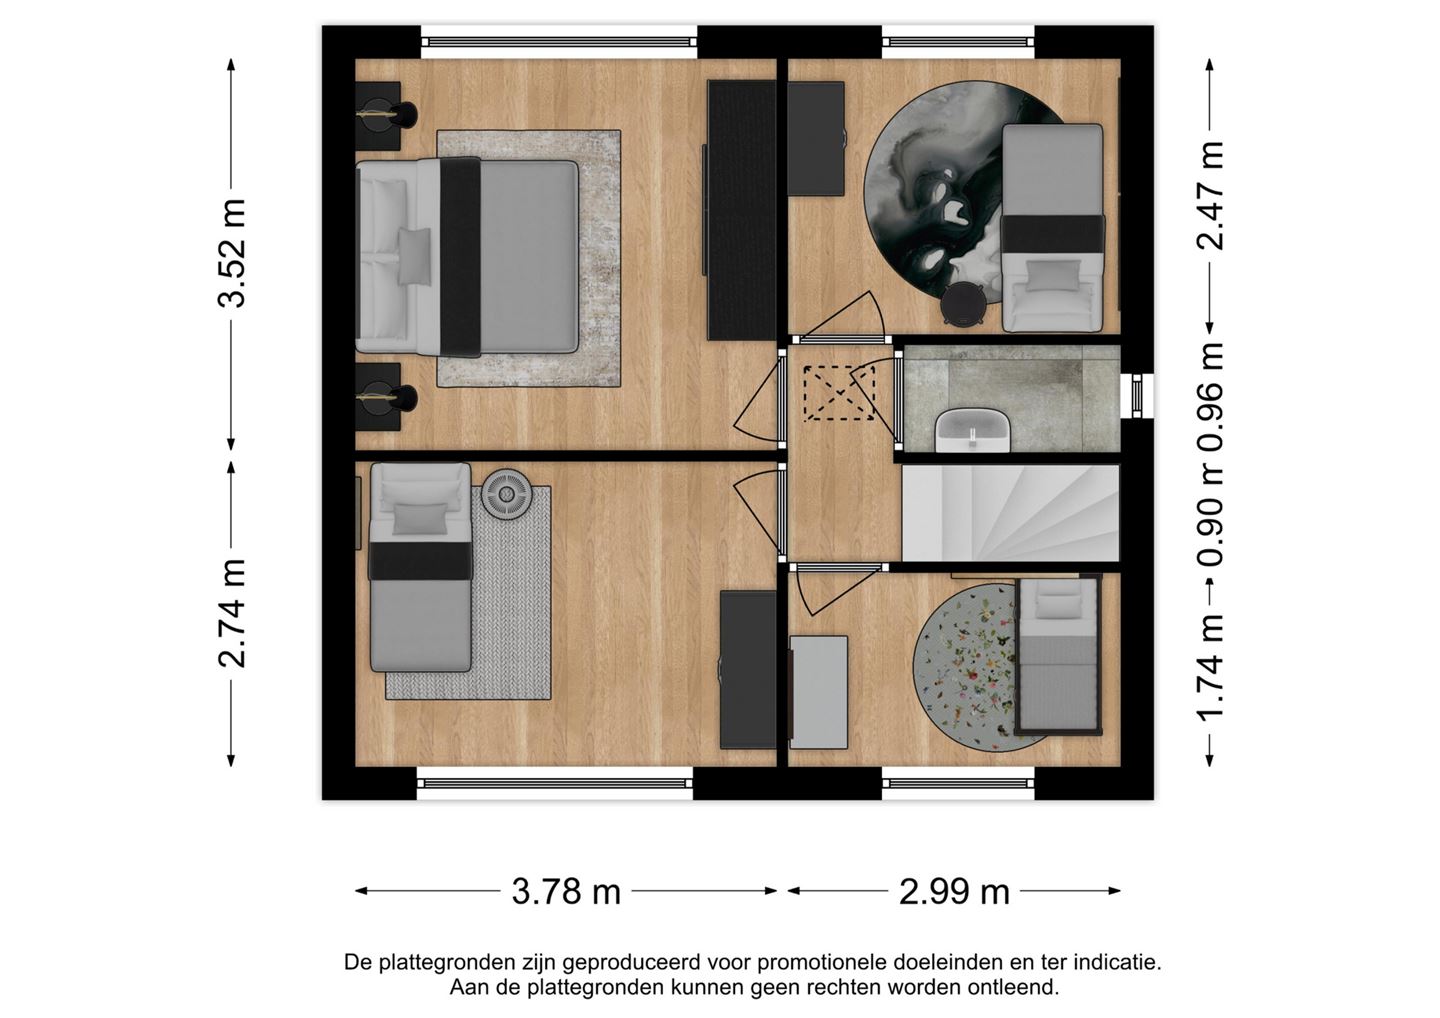 3.52 m
2.74 m
2.47 m
0.96 m
0.90 m
1.74 m
3.78 m
2.99 m
De plattegronden zijn geproduceerd voor promotionele doeleinden en ter indicatie.
Aan de plattegronden kunnen geen rechten worden ontleend.